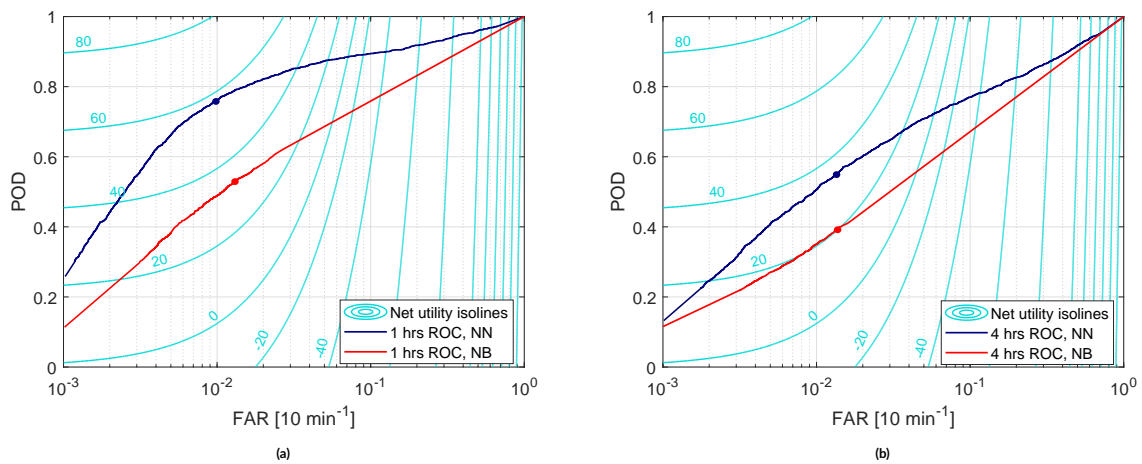 80
60
40
20
0
-20
-40
1
0.8
0.6
0.4
0.2
0
POD
10⁻³
10⁻²
10⁻¹
10⁰
FAR [10 min⁻¹]
Net utility isolines
1 hrs ROC, NN
1 hrs ROC, NB
(a)
80
60
40
20
0
-20
-40
1
0.8
0.6
0.4
0.2
0
POD
10⁻³
10⁻²
10⁻¹
10⁰
FAR [10 min⁻¹]
Net utility isolines
4 hrs ROC, NN
4 hrs ROC, NB
(b)